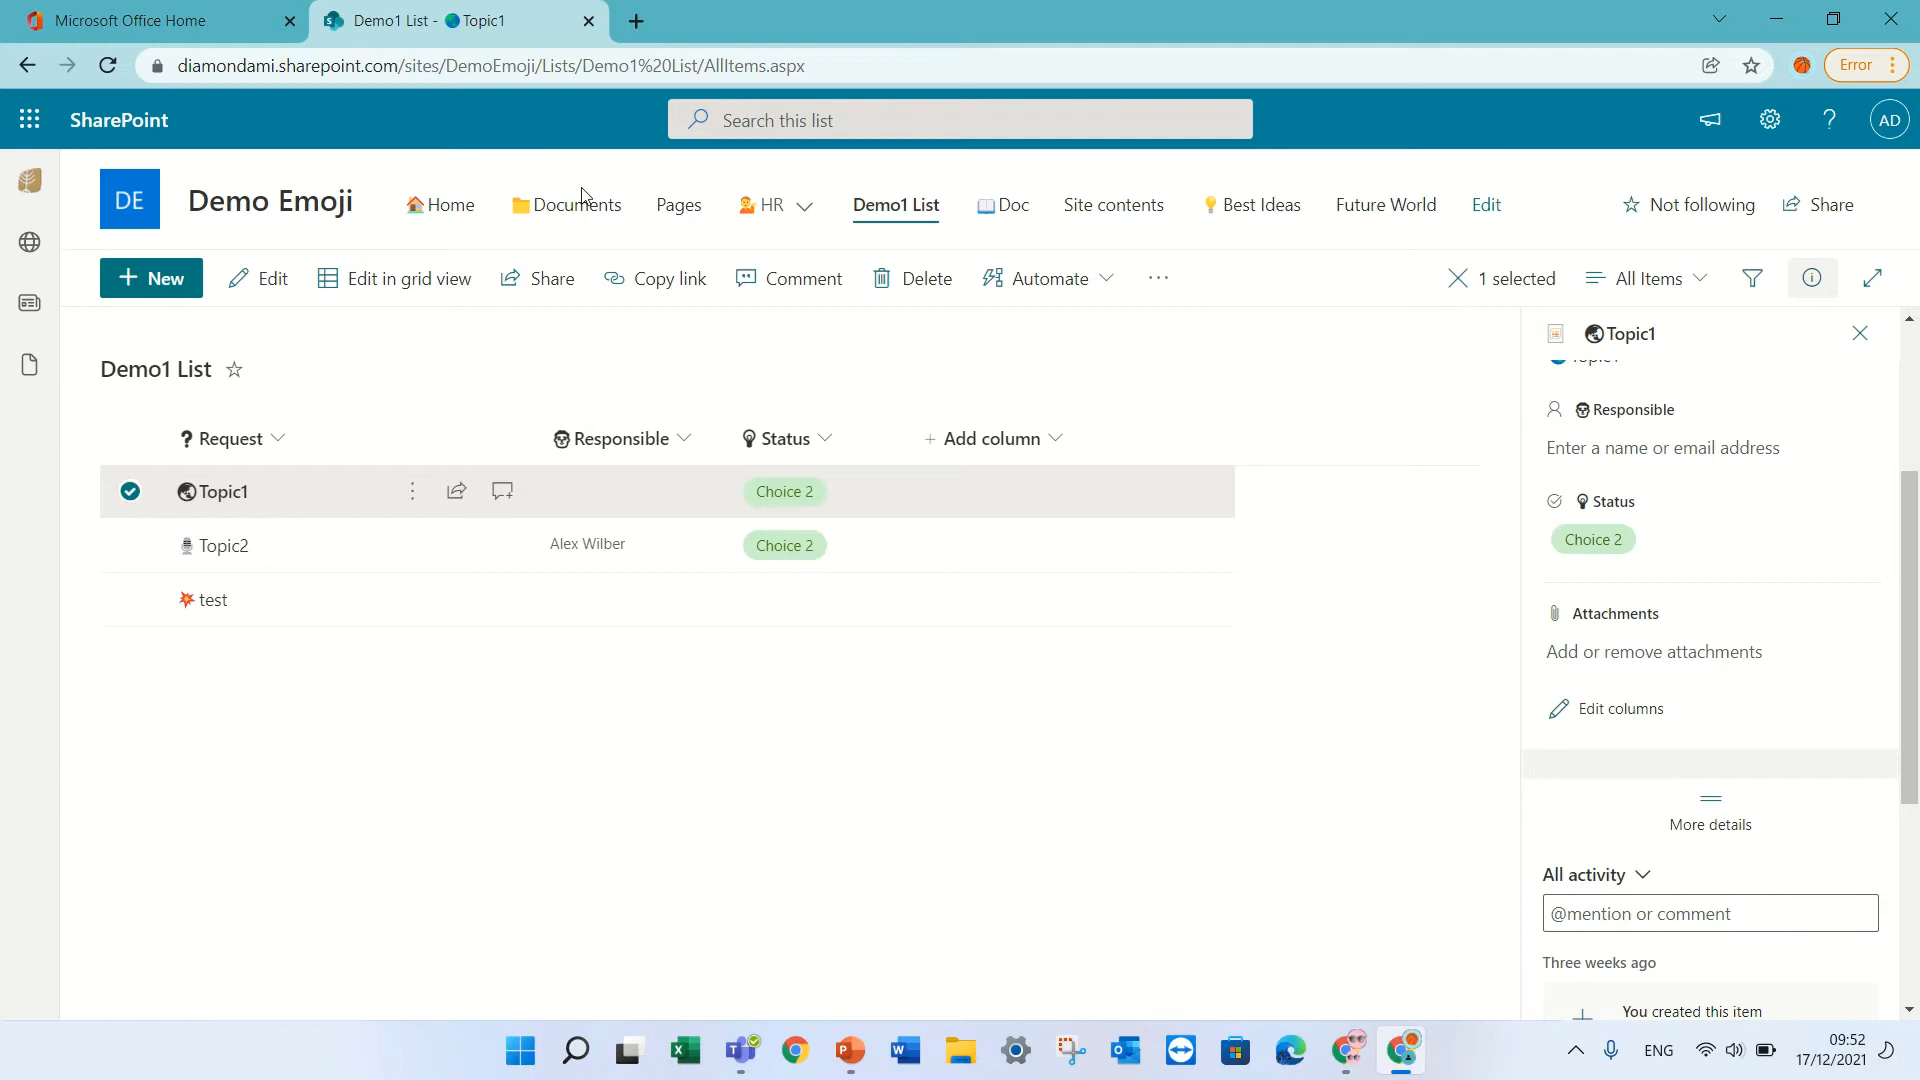 Microsoft Office Home
Demo1 List - 🌏Topic1
diamondami.sharepoint.com/sites/DemoEmoji/Lists/Demo1%20List/AllItems.aspx
Error
SharePoint
Search this list
AD
DE
Demo Emoji
🏠Home
📁Documents
Pages
💁HR
Demo1 List
📖Doc
Site contents
💡Best Ideas
Future World
Edit
Not following
Share
New
Edit
Edit in grid view
Share
Copy link
Comment
Delete
Automate
1 selected
All Items
Demo1 List
❓Request
Responsible
Status
Add column
🌏Topic1
Choice 2
🎙Topic2
Alex Wilber
Choice 2
💥test
🌏Topic1
Responsible
Enter a name or email address
Status
Choice 2
Attachments
Add or remove attachments
Edit columns
More details
All activity
@mention or comment
Three weeks ago
You created this item
ENG
09:52
17/12/2021